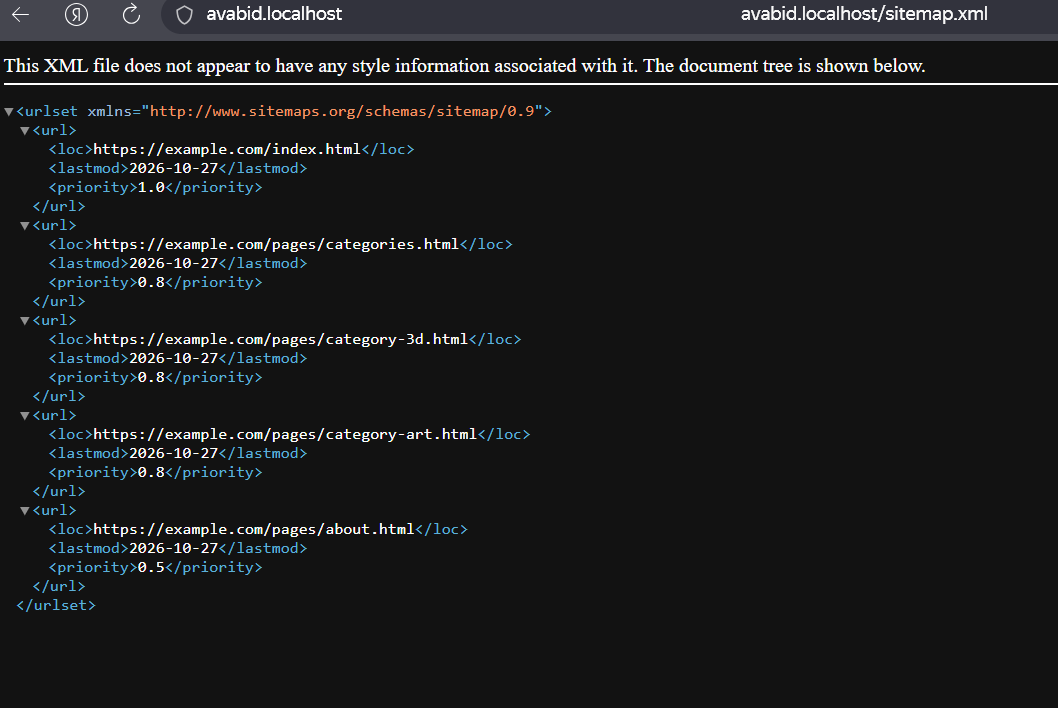 Я avabid.localhost avabid.localhost/sitemap.xml
This XML file does not appear to have any style information associated with it. The document tree is shown below.
▼<urlset xmlns="http://www.sitemaps.org/schemas/sitemap/0.9">
▼<url>
<loc>https://example.com/index.html</loc>
<lastmod>2026-10-27</lastmod>
<priority>1.0</priority>
</url>
▼<url>
<loc>https://example.com/pages/categories.html</loc>
<lastmod>2026-10-27</lastmod>
<priority>0.8</priority>
</url>
▼<url>
<loc>https://example.com/pages/category-3d.html</loc>
<lastmod>2026-10-27</lastmod>
<priority>0.8</priority>
</url>
▼<url>
<loc>https://example.com/pages/category-art.html</loc>
<lastmod>2026-10-27</lastmod>
<priority>0.8</priority>
</url>
▼<url>
<loc>https://example.com/pages/about.html</loc>
<lastmod>2026-10-27</lastmod>
<priority>0.5</priority>
</url>
</urlset>